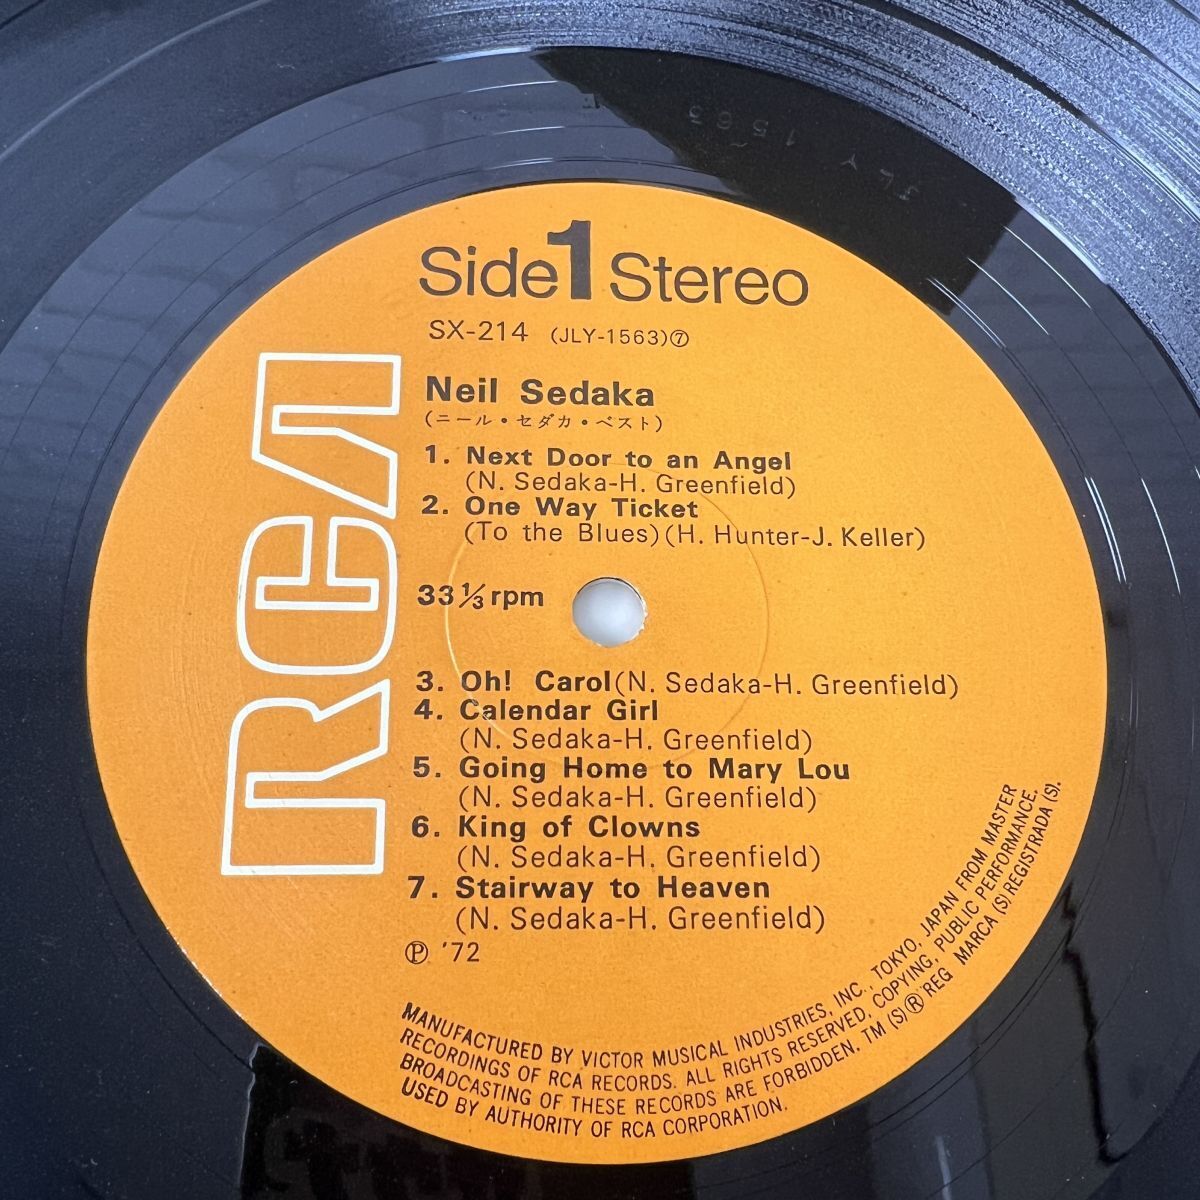 Side 1 Stereo
SX-214 (JLY-1563)⑦
RCA
Neil Sedaka
(ニール・セダカ・ベスト)
1. Next Door to an Angel
(N. Sedaka-H. Greenfield)
2. One Way Ticket
(To the Blues)(H. Hunter-J. Keller)
33 1/3 rpm
3. Oh! Carol(N. Sedaka-H. Greenfield)
4. Calendar Girl
(N. Sedaka-H. Greenfield)
5. Going Home to Mary Lou
(N. Sedaka-H. Greenfield)
6. King of Clowns
(N. Sedaka-H. Greenfield)
7. Stairway to Heaven
(N. Sedaka-H. Greenfield)
Ⓟ '72
MANUFACTURED BY VICTOR MUSICAL INDUSTRIES, INC., TOKYO, JAPAN FROM MASTER
RECORDINGS OF RCA RECORDS. ALL RIGHTS RESERVED, COPYING, PUBLIC PERFORMANCE,
BROADCASTING OF THESE RECORDS ARE FORBIDDEN. TM (S)® REG MARCA (S) REGISTRADA (S).
USED BY AUTHORITY OF RCA CORPORATION.
JLY 1563